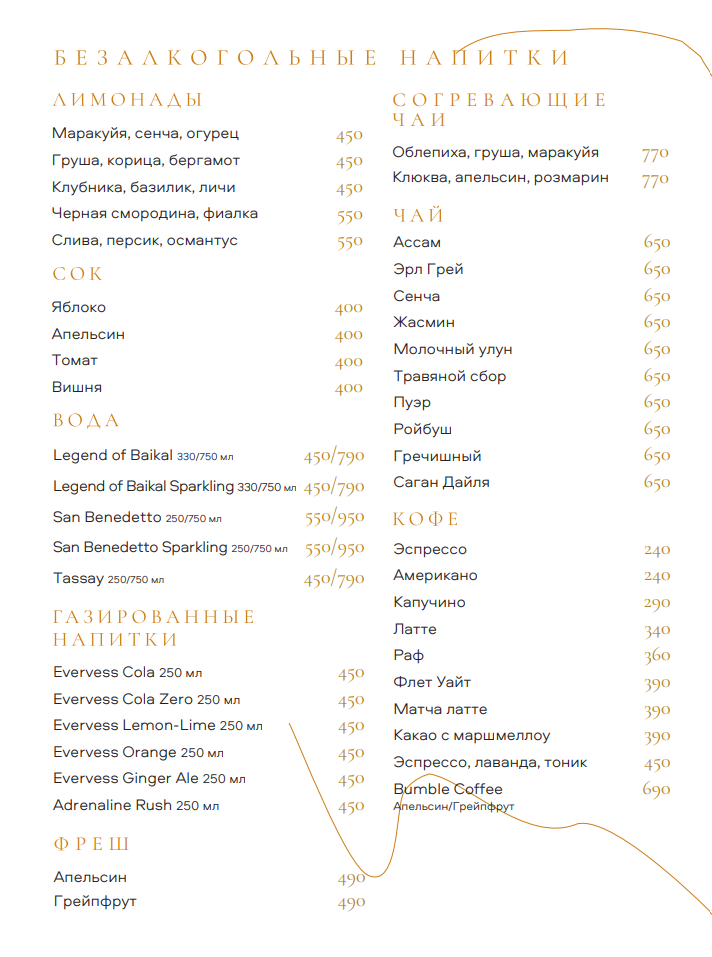 БЕЗАЛКОГОЛЬНЫЕ НАПИТКИ
ЛИМОНАДЫ
Маракуйя, сенча, огурец 450
Груша, корица, бергамот 450
Клубника, базилик, личи 450
Черная смородина, фиалка 550
Слива, персик, османтус 550
СОК
Яблоко 400
Апельсин 400
Томат 400
Вишня 400
ВОДА
Legend of Baikal 330/750 мл 450/790
Legend of Baikal Sparkling 330/750 мл 450/790
San Benedetto 250/750 мл 550/950
San Benedetto Sparkling 250/750 мл 550/950
Tassay 250/750 мл 450/790
ГАЗИРОВАННЫЕ
НАПИТКИ
Evervess Cola 250 мл 450
Evervess Cola Zero 250 мл 450
Evervess Lemon-Lime 250 мл 450
Evervess Orange 250 мл 450
Evervess Ginger Ale 250 мл 450
Adrenaline Rush 250 мл 450
ФРЕШ
Апельсин 490
Грейпфрут 490
СОГРЕВАЮЩИЕ
ЧАИ
Облепиха, груша, маракуйя 770
Клюква, апельсин, розмарин 770
ЧАЙ
Ассам 650
Эрл Грей 650
Сенча 650
Жасмин 650
Молочный улун 650
Травяной сбор 650
Пуэр 650
Ройбуш 650
Гречишный 650
Саган Дайля 650
КОФЕ
Эспрессо 240
Американо 240
Капучино 290
Латте 340
Раф 360
Флет Уайт 390
Матча латте 390
Какао с маршмеллоу 390
Эспрессо, лаванда, тоник 450
Bumble Coffee 690
Апельсин/Грейпфрут